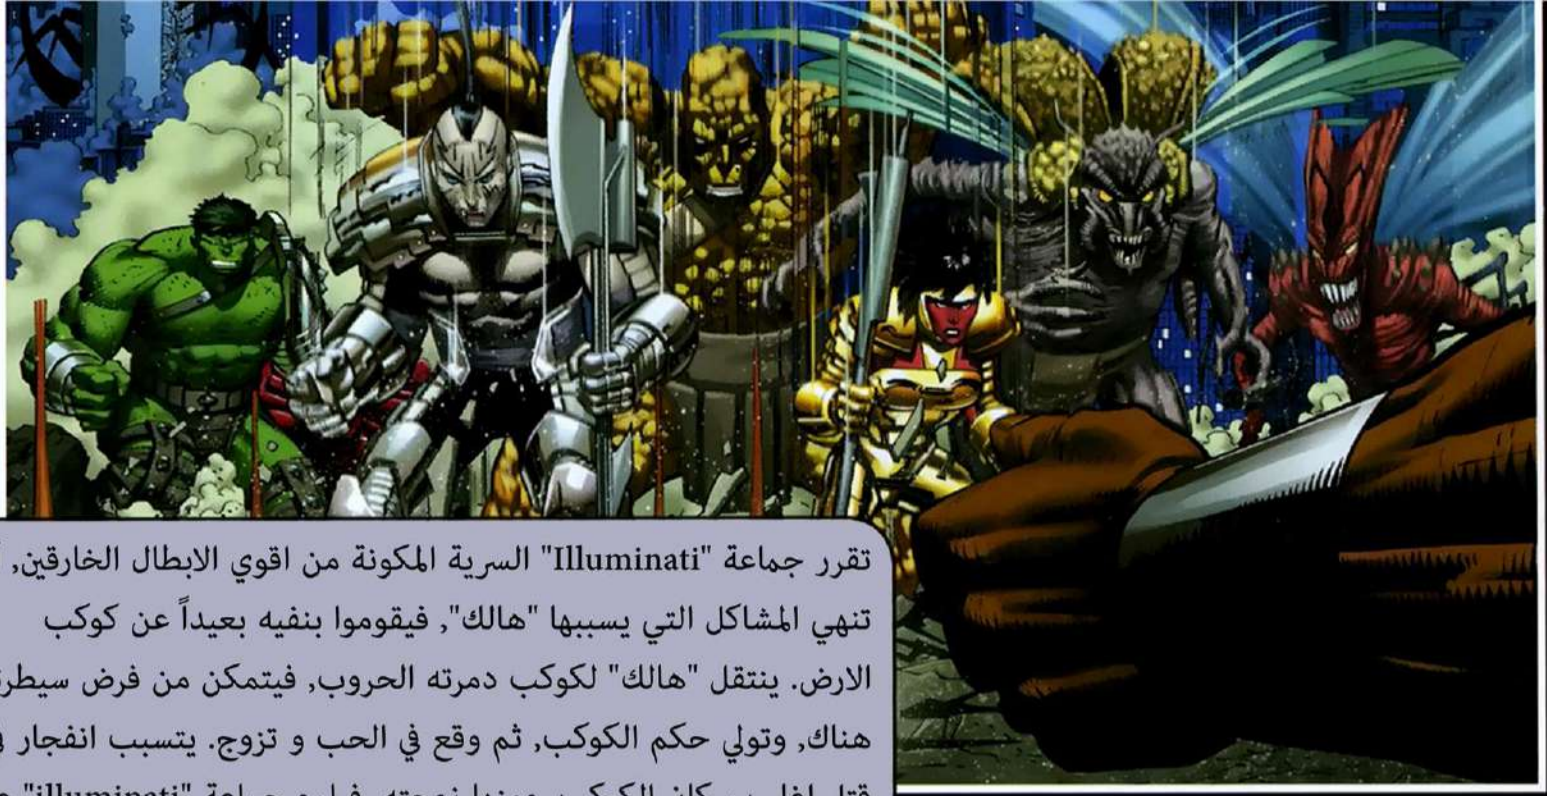 تقرر جماعة "Illuminati" السرية المكونة من اقوي الابطال الخارقين,
تنهي المشاكل التي يسببها "هالك", فيقوموا بنفيه بعيداً عن كوكب
الارض. ينتقل "هالك" لكوكب دمرته الحروب, فيتمكن من فرض
هناك, وتولي حكم الكوكب, ثم وقع في الحب و تزوج. يتسبب انفجار